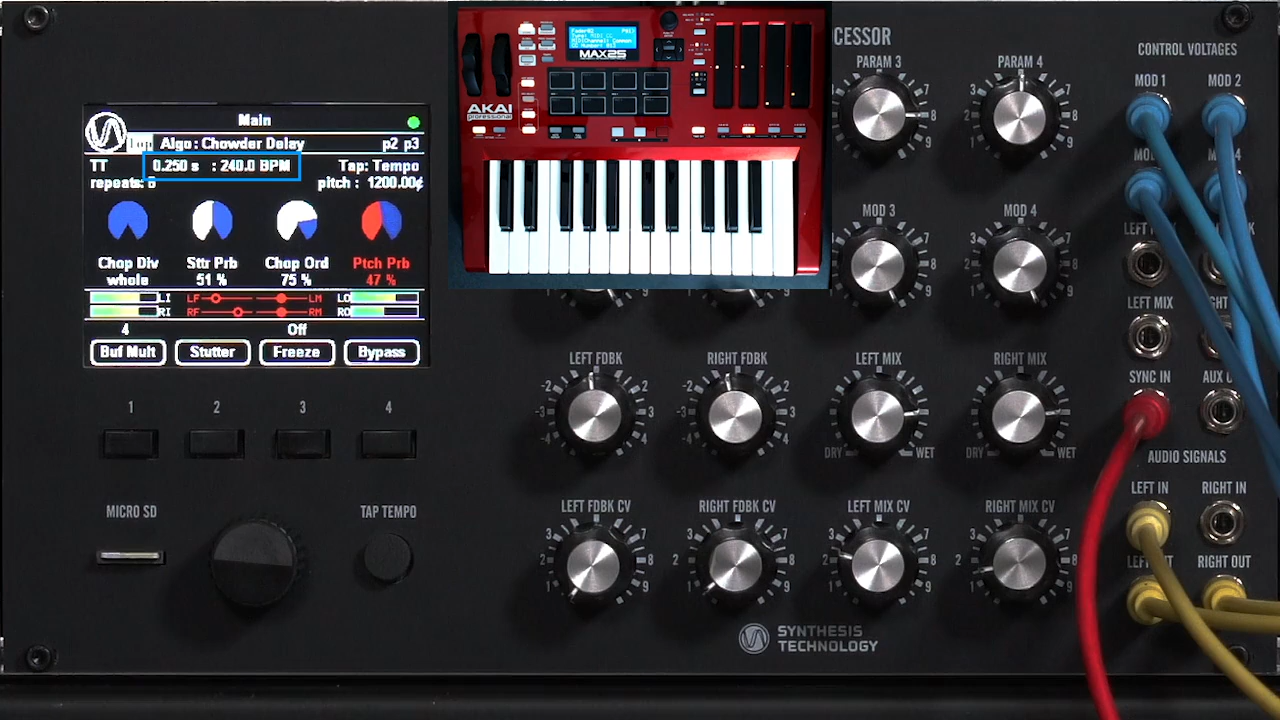 Main
Algo: Chowder Delay p2 p3
TT 0.250 s : 240.0 BPM Tap: Tempo
repeats: pitch : 1200.00¢
Chop Div Sttr Prb Chop Ord Ptch Prb
whole 51 % 75 % 47 %
LI LF LM LO
RI RF RM RO
4 Off
Buf Mult Stutter Freeze Bypass
1 2 3 4
MICRO SD TAP TEMPO
MAX25
AKAI
professional
CESSOR
PARAM 3 PARAM 4
MOD 3 MOD 4
LEFT FDBK RIGHT FDBK LEFT MIX RIGHT MIX
DRY WET DRY WET
LEFT FDBK CV RIGHT FDBK CV LEFT MIX CV RIGHT MIX CV
SYNTHESIS
TECHNOLOGY
CONTROL VOLTAGES
MOD 1 MOD 2
LEFT MIX
SYNC IN
AUDIO SIGNALS
LEFT IN RIGHT IN
RIGHT OUT